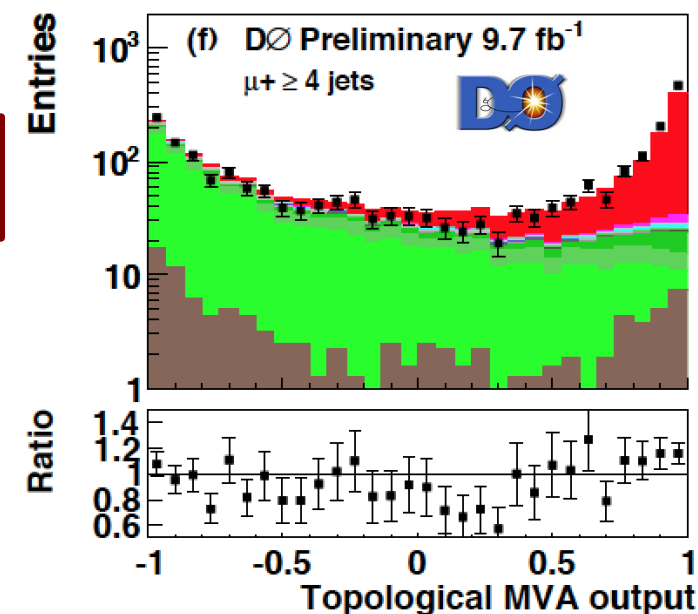 (f) DØ Preliminary 9.7 fb⁻¹
μ+ ≥ 4 jets
DØ
Entries
10³
10²
10
1
Ratio
1.4
1.2
1
0.8
0.6
-1 -0.5 0 0.5 1
Topological MVA output